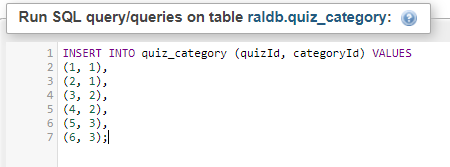 Run SQL query/queries on table raldb.quiz_category:
1 INSERT INTO quiz_category (quizId, categoryId) VALUES
2 (1, 1),
3 (2, 1),
4 (3, 2),
5 (4, 2),
6 (5, 3),
7 (6, 3);